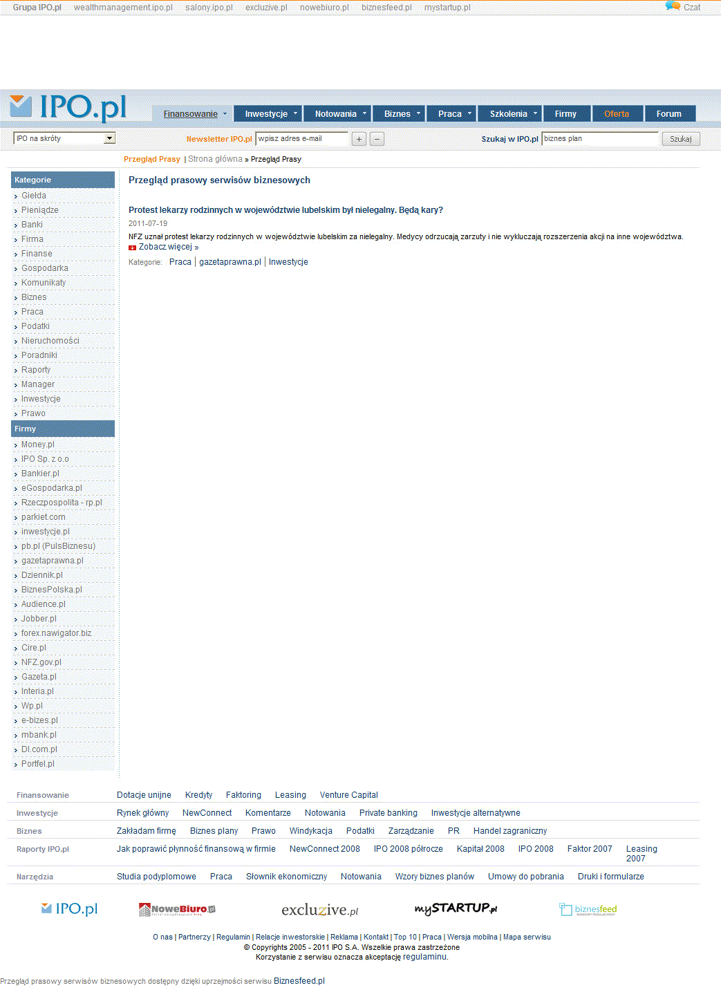 Grupa IPO.pl wealthmanagement.ipo.pl salony.ipo.pl excluzive.pl nowebiuro.pl biznesfeed.pl mystartup.pl Czat
IPO.pl
Finansowanie Inwestycje Notowania Biznes Praca Szkolenia Firmy Oferta Forum
IPO na skróty Newsletter IPO.pl wpisz adres e-mail + − Szukaj w IPO.pl biznes plan Szukaj
Przegląd Prasy | Strona główna » Przegląd Prasy
Kategorie
Giełda
Pieniądze
Banki
Firma
Finanse
Gospodarka
Komunikaty
Biznes
Praca
Podatki
Nieruchomości
Poradniki
Raporty
Manager
Inwestycje
Prawo
Firmy
Money.pl
IPO Sp. z o.o
Bankier.pl
eGospodarka.pl
Rzeczpospolita - rp.pl
parkiet.com
inwestycje.pl
pb.pl (PulsBiznesu)
gazetaprawna.pl
Dziennik.pl
BiznesPolska.pl
Audience.pl
Jobber.pl
forex.nawigator.biz
Cire.pl
NFZ.gov.pl
Gazeta.pl
Interia.pl
Wp.pl
e-bizes.pl
mbank.pl
DI.com.pl
Portfel.pl
Przegląd prasowy serwisów biznesowych
Protest lekarzy rodzinnych w województwie lubelskim był nielegalny. Będą kary?
2011-07-19
NFZ uznał protest lekarzy rodzinnych w województwie lubelskim za nielegalny. Medycy odrzucają zarzuty i nie wykluczają rozszerzenia akcji na inne województwa.
Zobacz więcej »
Kategorie: Praca | gazetaprawna.pl | Inwestycje
Finansowanie Dotacje unijne Kredyty Faktoring Leasing Venture Capital
Inwestycje Rynek główny NewConnect Komentarze Notowania Private banking Inwestycje alternatywne
Biznes Zakładam firmę Biznes plany Prawo Windykacja Podatki Zarządzanie PR Handel zagraniczny
Raporty IPO.pl Jak poprawić płynność finansową w firmie NewConnect 2008 IPO 2008 półrocze Kapitał 2008 IPO 2008 Faktor 2007 Leasing
2007
Narzędzia Studia podyplomowe Praca Słownik ekonomiczny Notowania Wzory biznes planów Umowy do pobrania Druki i formularze
IPO.pl NoweBiuro.pl excluzive.pl mySTARTUP.pl biznesfeed
O nas | Partnerzy | Regulamin | Relacje inwestorskie | Reklama | Kontakt | Top 10 | Praca | Wersja mobilna | Mapa serwisu
© Copyrights 2005 - 2011 IPO S.A. Wszelkie prawa zastrzeżone
Korzystanie z serwisu oznacza akceptację regulaminu.
Przegląd prasowy serwisów biznesowych dostępny dzięki uprzejmości serwisu Biznesfeed.pl